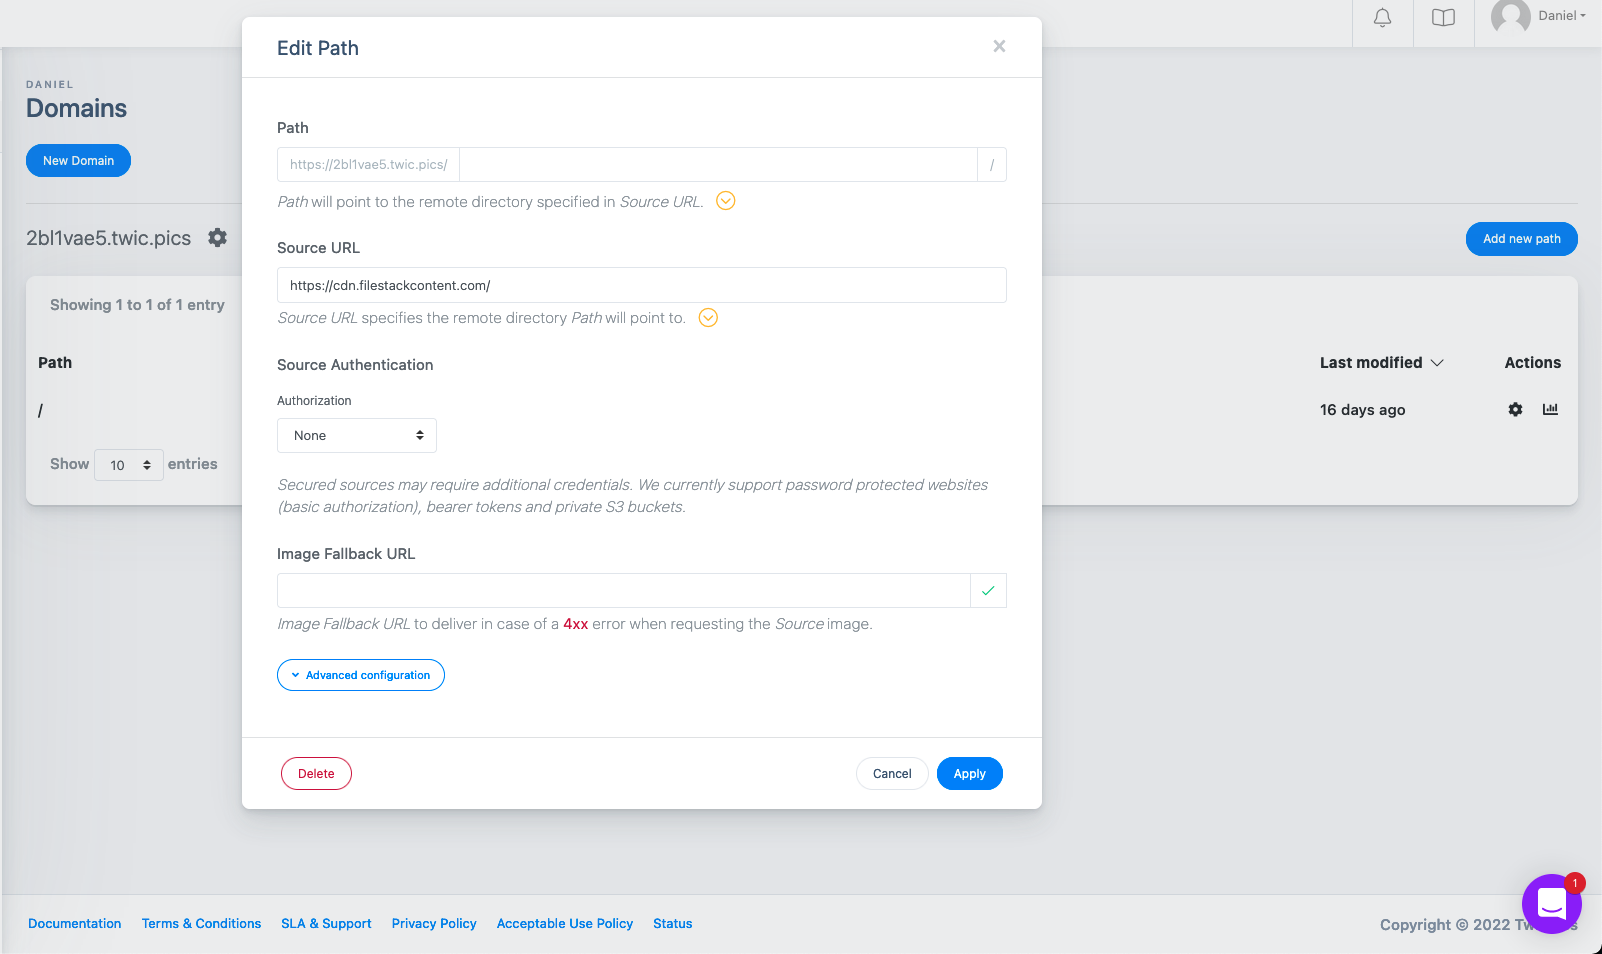 Daniel
Edit Path
×
DANIEL
Domains
New Domain
Path
https://2bl1vae5.twic.pics/
/
Path will point to the remote directory specified in Source URL.
2bl1vae5.twic.pics
Add new path
Source URL
https://cdn.filestackcontent.com/
Source URL specifies the remote directory Path will point to.
Showing 1 to 1 of 1 entry
Path
Last modified
Actions
/
16 days ago
Show 10 entries
Source Authentication
Authorization
None
Secured sources may require additional credentials. We currently support password protected websites
(basic authorization), bearer tokens and private S3 buckets.
Image Fallback URL
Image Fallback URL to deliver in case of a 4xx error when requesting the Source image.
Advanced configuration
Delete
Cancel
Apply
1
Documentation
Terms & Conditions
SLA & Support
Privacy Policy
Acceptable Use Policy
Status
Copyright © 2022